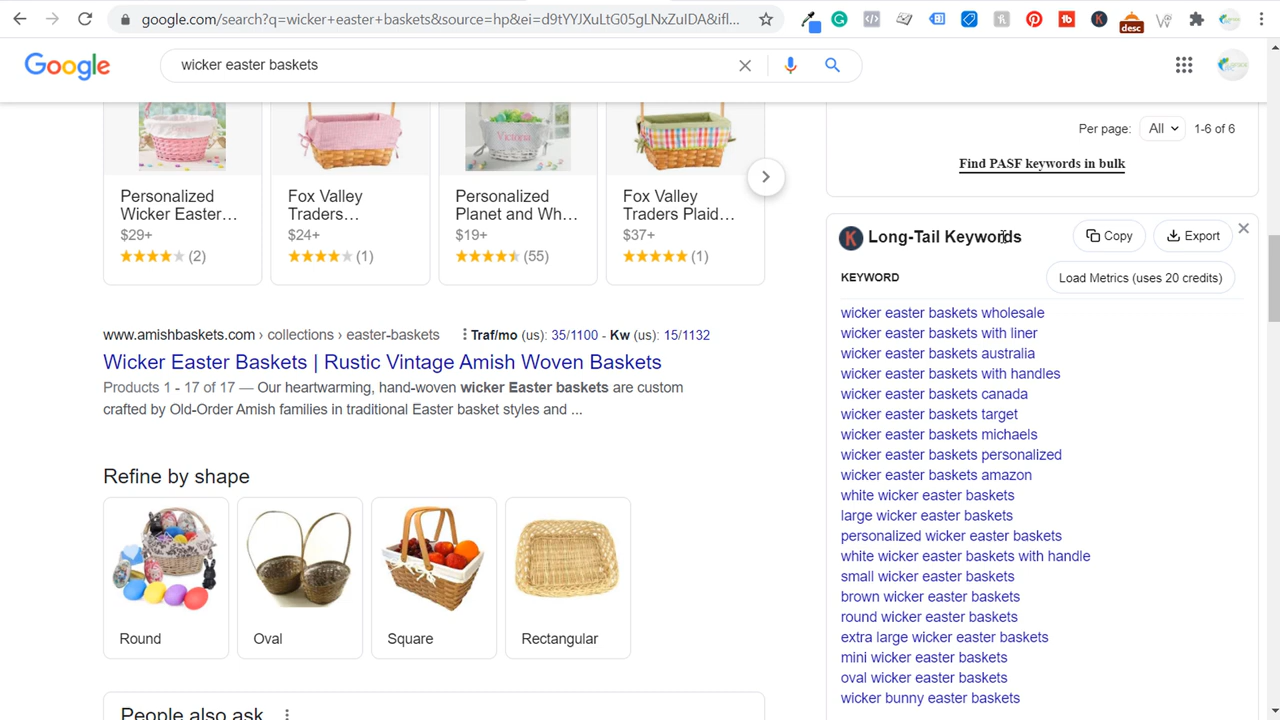 google.com/search?q=wicker+easter+baskets&source=hp&ei=d9tYYJXuLtG05gLNxZuIDA&ifl...
desc
Google
wicker easter baskets
Victoria
Personalized
Wicker Easter...
$29+
(2)
Fox Valley
Traders...
$24+
(1)
Personalized
Planet and Wh...
$19+
(55)
Fox Valley
Traders Plaid...
$37+
(1)
www.amishbaskets.com › collections › easter-baskets
Traf/mo (us): 35/1100 - Kw (us): 15/1132
Wicker Easter Baskets | Rustic Vintage Amish Woven Baskets
Products 1 - 17 of 17 — Our heartwarming, hand-woven wicker Easter baskets are custom
crafted by Old-Order Amish families in traditional Easter basket styles and ...
Refine by shape
Round
Oval
Square
Rectangular
People also ask
Per page: All 1-6 of 6
Find PASF keywords in bulk
K Long-Tail Keywords
Copy
Export
KEYWORD
Load Metrics (uses 20 credits)
wicker easter baskets wholesale
wicker easter baskets with liner
wicker easter baskets australia
wicker easter baskets with handles
wicker easter baskets canada
wicker easter baskets target
wicker easter baskets michaels
wicker easter baskets personalized
wicker easter baskets amazon
white wicker easter baskets
large wicker easter baskets
personalized wicker easter baskets
white wicker easter baskets with handle
small wicker easter baskets
brown wicker easter baskets
round wicker easter baskets
extra large wicker easter baskets
mini wicker easter baskets
oval wicker easter baskets
wicker bunny easter baskets